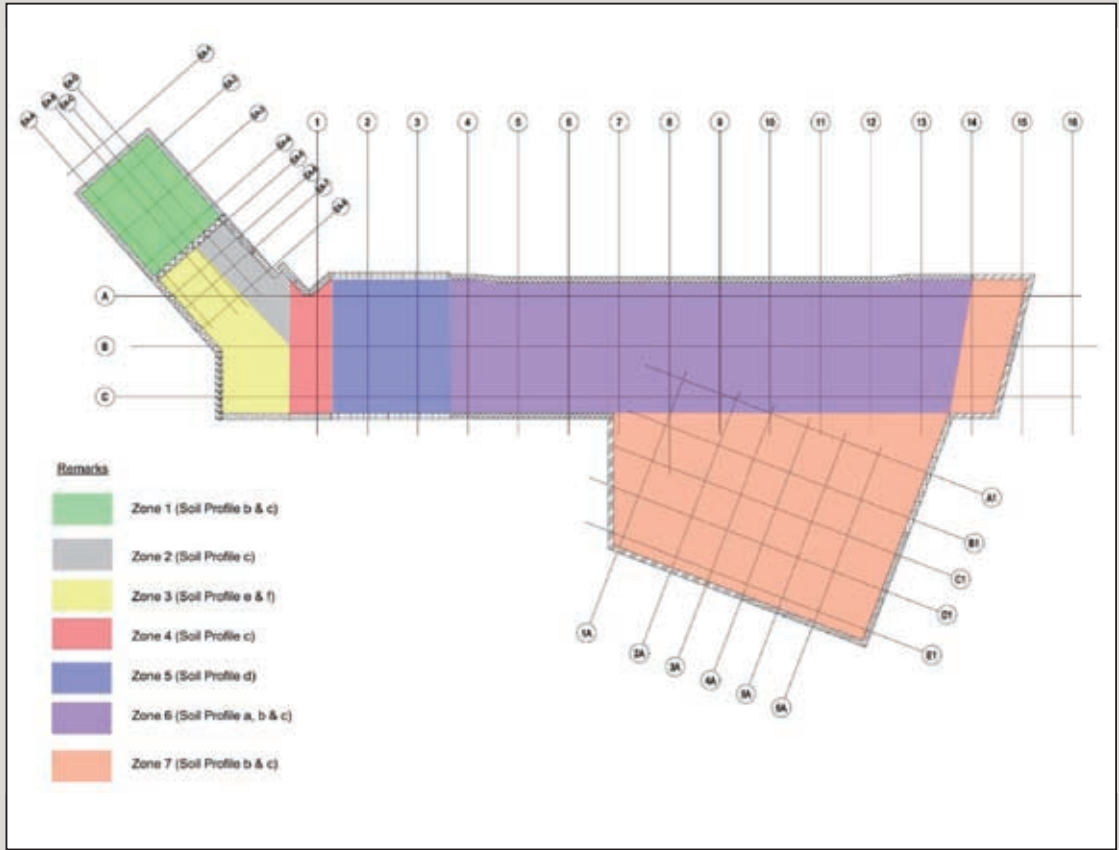 1 2 3 4 5 6 7 8 9 10 11 12 13 14 15 16
A
B
C
A1
B1
C1
D1
E1
1A
2A
3A
4A
5A
6A
Remarks
Zone 1 (Soil Profile b & c)
Zone 2 (Soil Profile c)
Zone 3 (Soil Profile e & f)
Zone 4 (Soil Profile c)
Zone 5 (Soil Profile d)
Zone 6 (Soil Profile a, b & c)
Zone 7 (Soil Profile b & c)